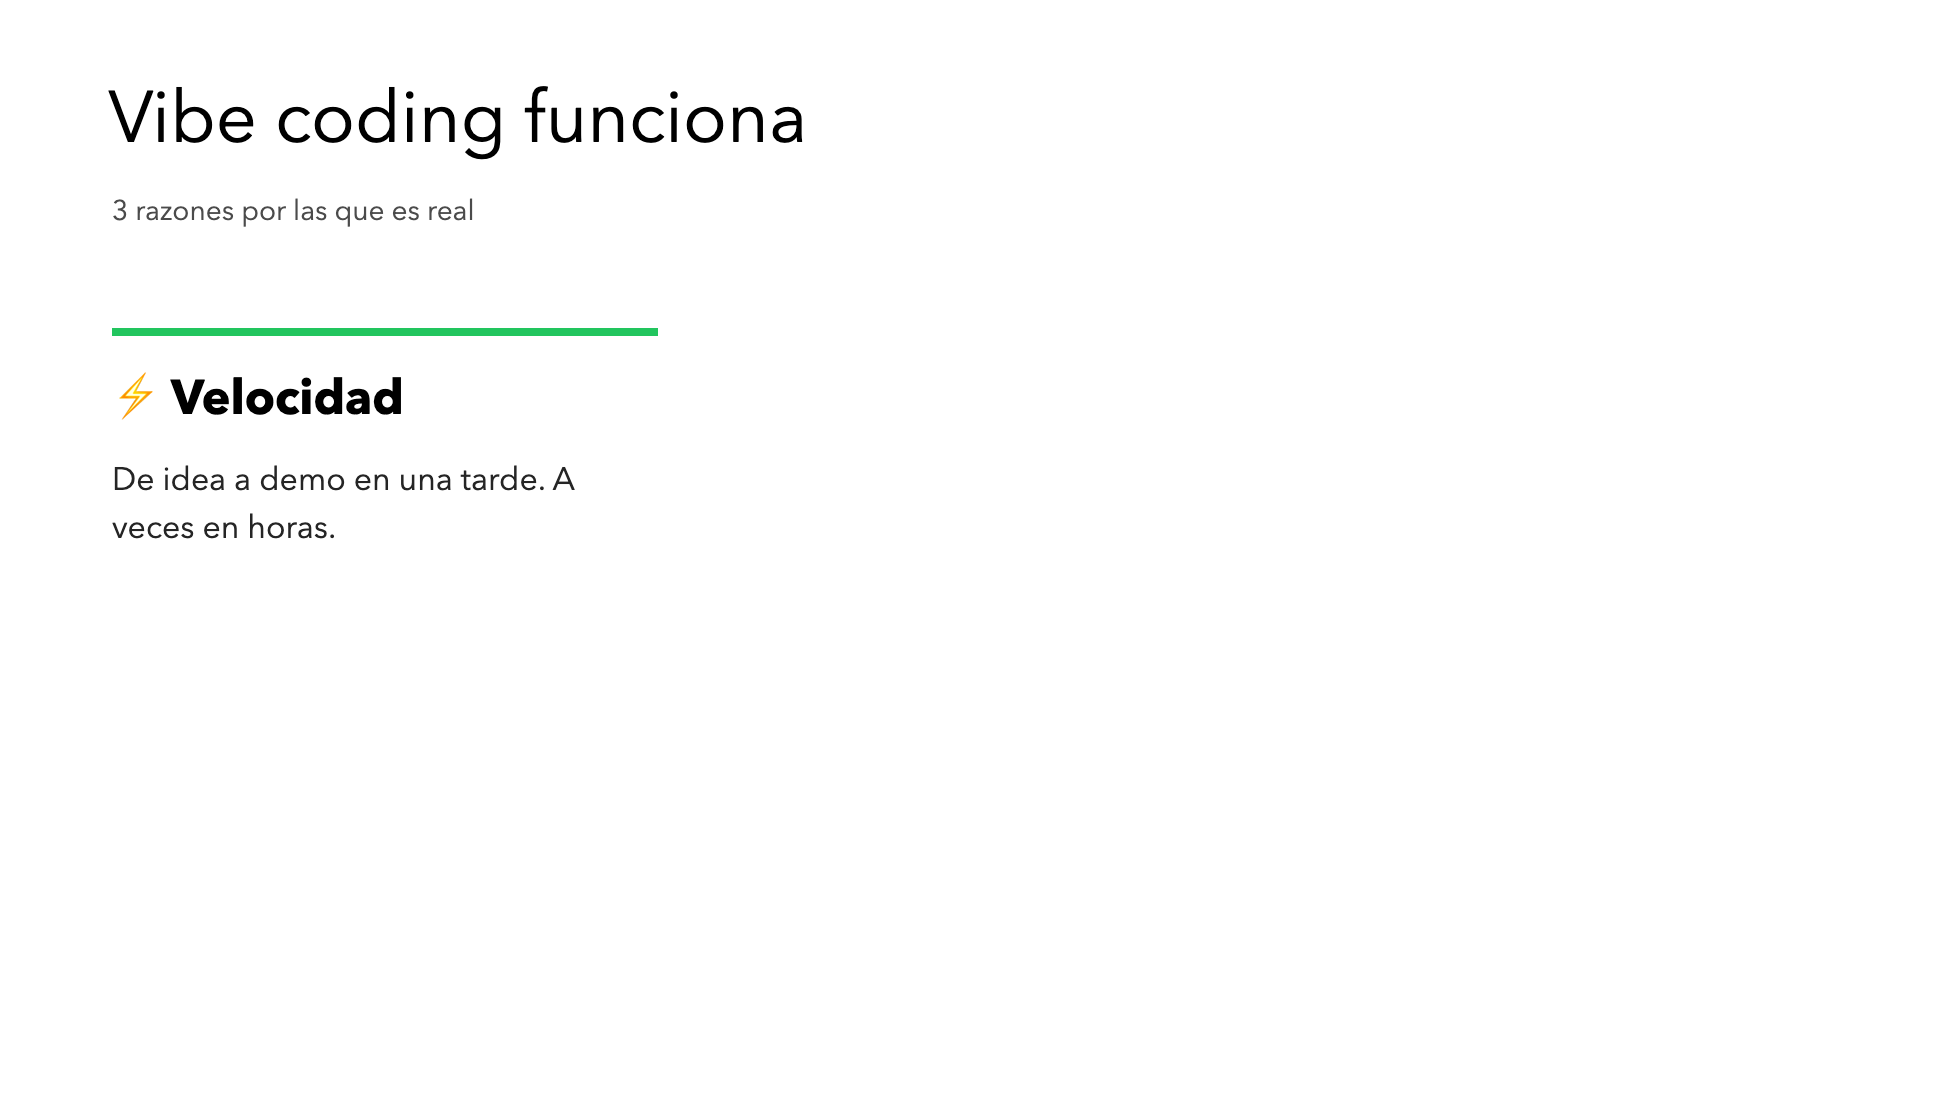 Vibe coding funciona
3 razones por las que es real
⚡ Velocidad
De idea a demo en una tarde. A
veces en horas.